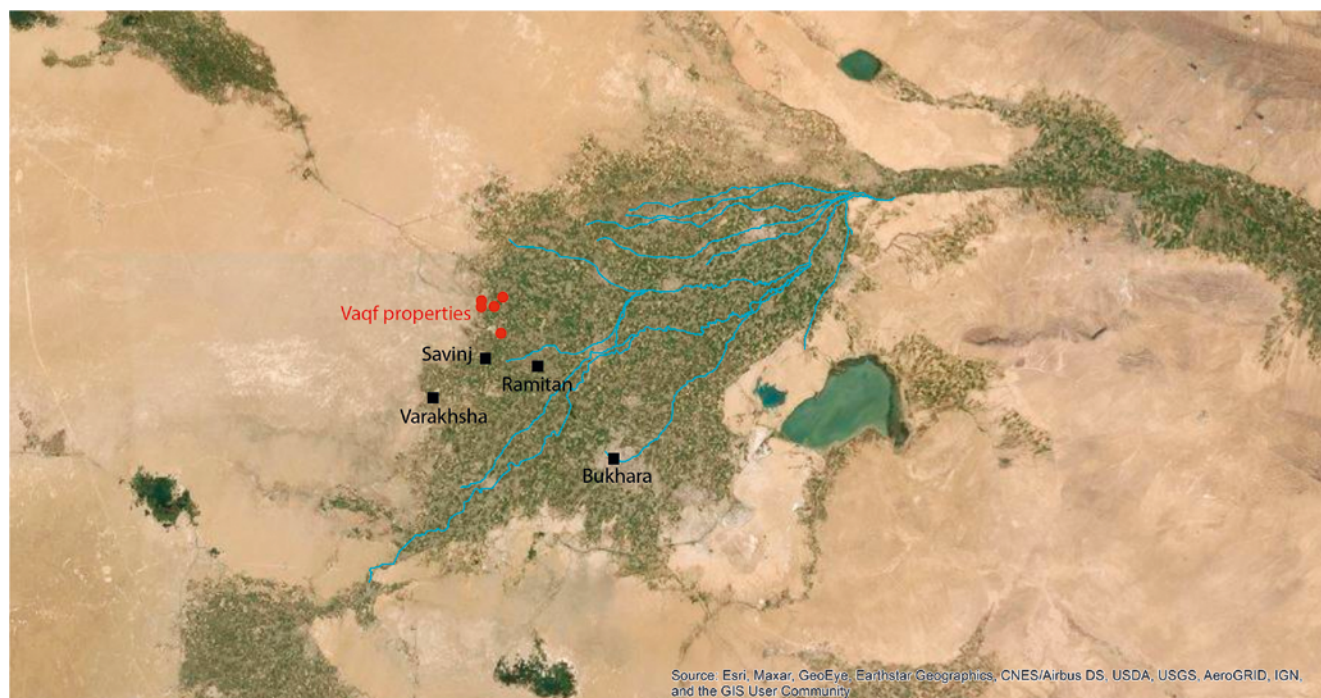 Vaqf properties
Savinj
Ramitan
Varakhsha
Bukhara
Source: Esri, Maxar, GeoEye, Earthstar Geographics, CNES/Airbus DS, USDA, USGS, AeroGRID, IGN,
and the GIS User Community